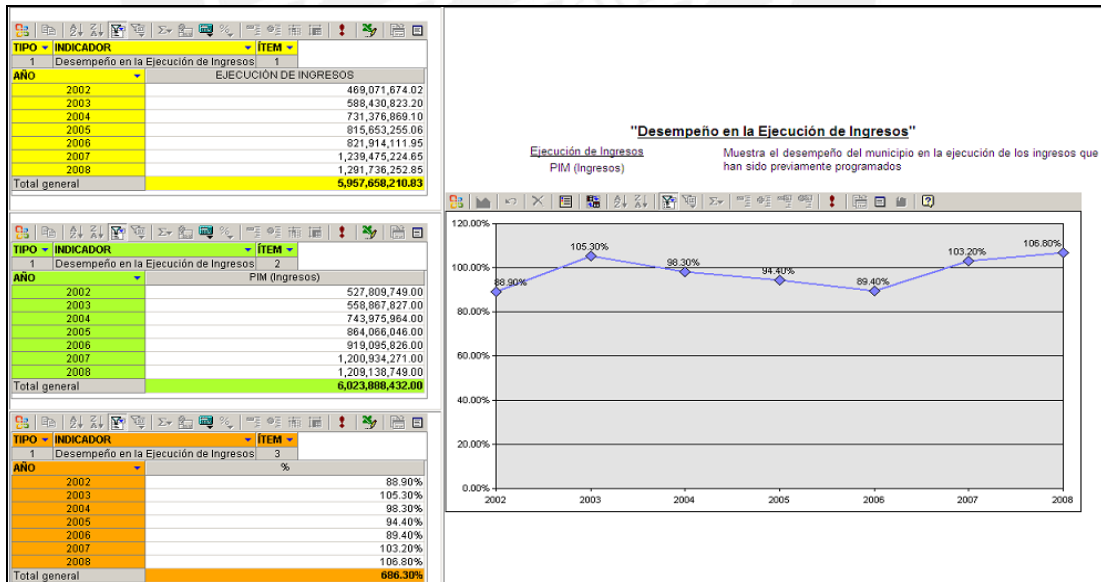 TIPO INDICADOR ÍTEM
1 Desempeño en la Ejecución de Ingresos 1
AÑO EJECUCIÓN DE INGRESOS
2002 469,071,674.02
2003 588,430,823.20
2004 731,376,869.10
2005 815,653,255.06
2006 821,914,111.95
2007 1,239,475,224.65
2008 1,291,736,252.85
Total general 5,957,658,210.83
TIPO INDICADOR ÍTEM
1 Desempeño en la Ejecución de Ingresos 2
AÑO PIM (Ingresos)
2002 527,809,749.00
2003 558,867,827.00
2004 743,975,964.00
2005 864,066,046.00
2006 919,095,826.00
2007 1,200,934,271.00
2008 1,209,138,749.00
Total general 6,023,888,432.00
TIPO INDICADOR ÍTEM
1 Desempeño en la Ejecución de Ingresos 3
AÑO %
2002 88.90%
2003 105.30%
2004 98.30%
2005 94.40%
2006 89.40%
2007 103.20%
2008 106.80%
Total general 686.30%
"Desempeño en la Ejecución de Ingresos"
Ejecución de Ingresos
PIM (Ingresos)
Muestra el desempeño del municipio en la ejecución de los ingresos que
han sido previamente programados
120.00%
100.00%
80.00%
60.00%
40.00%
20.00%
0.00%
88.90% 105.30% 98.30% 94.40% 89.40% 103.20% 106.80%
2002 2003 2004 2005 2006 2007 2008